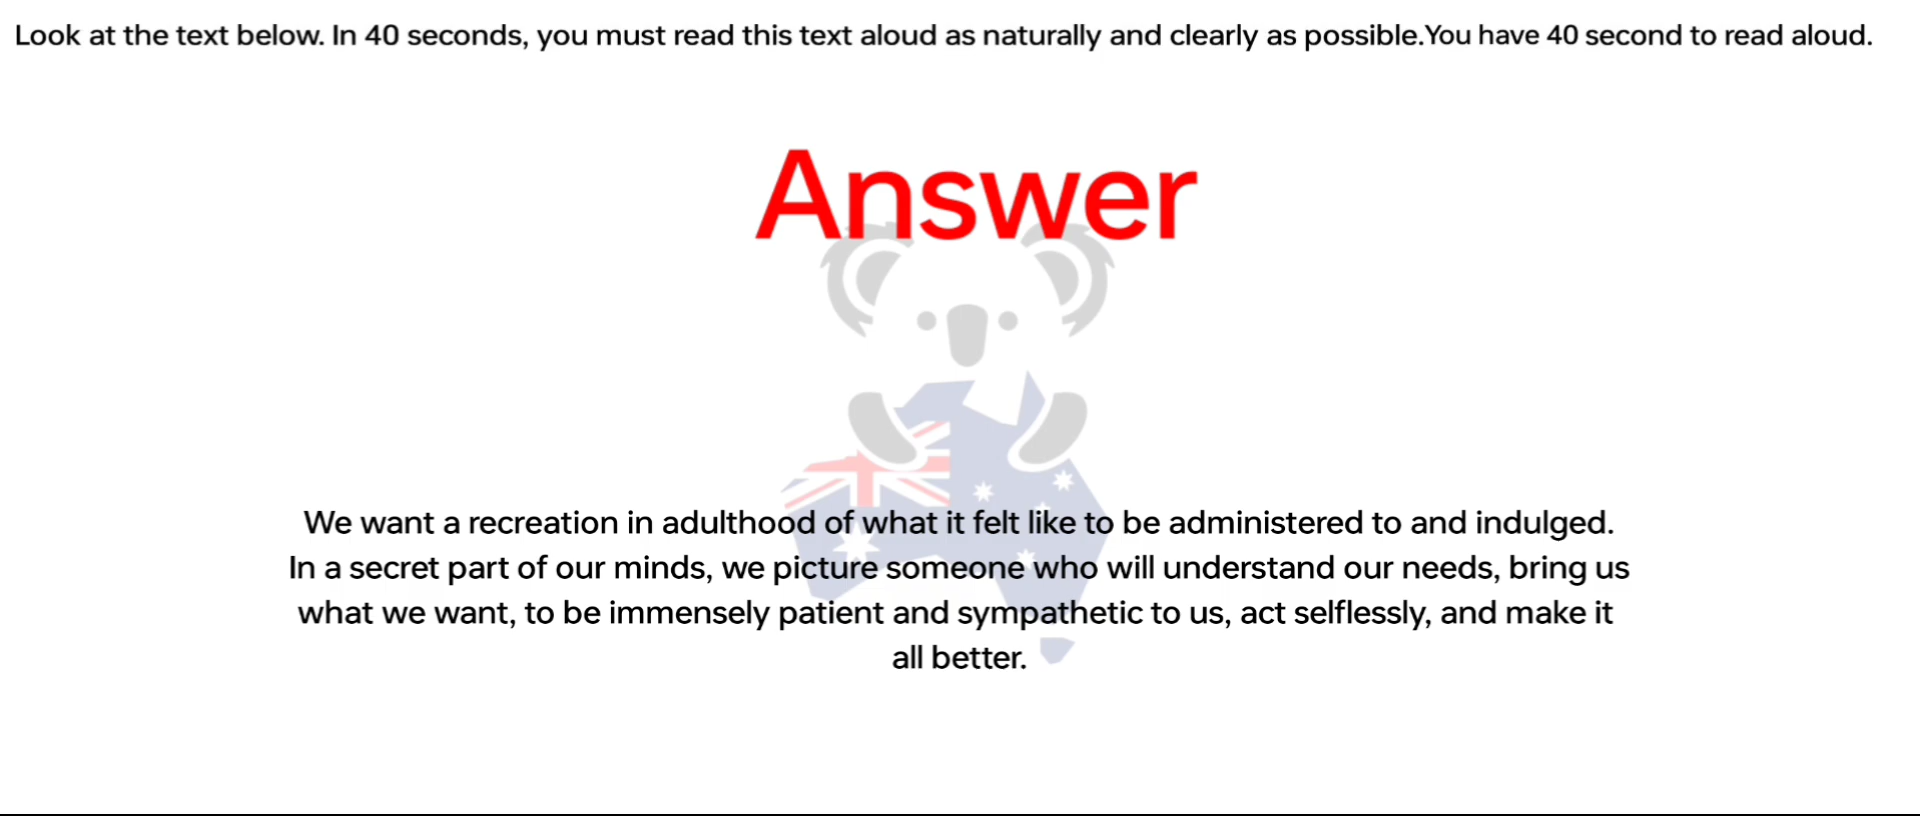 Look at the text below. In 40 seconds, you must read this text aloud as naturally and clearly as possible.You have 40 second to read aloud.
Answer
We want a recreation in adulthood of what it felt like to be administered to and indulged.
In a secret part of our minds, we picture someone who will understand our needs, bring us
what we want, to be immensely patient and sympathetic to us, act selflessly, and make it
all better.